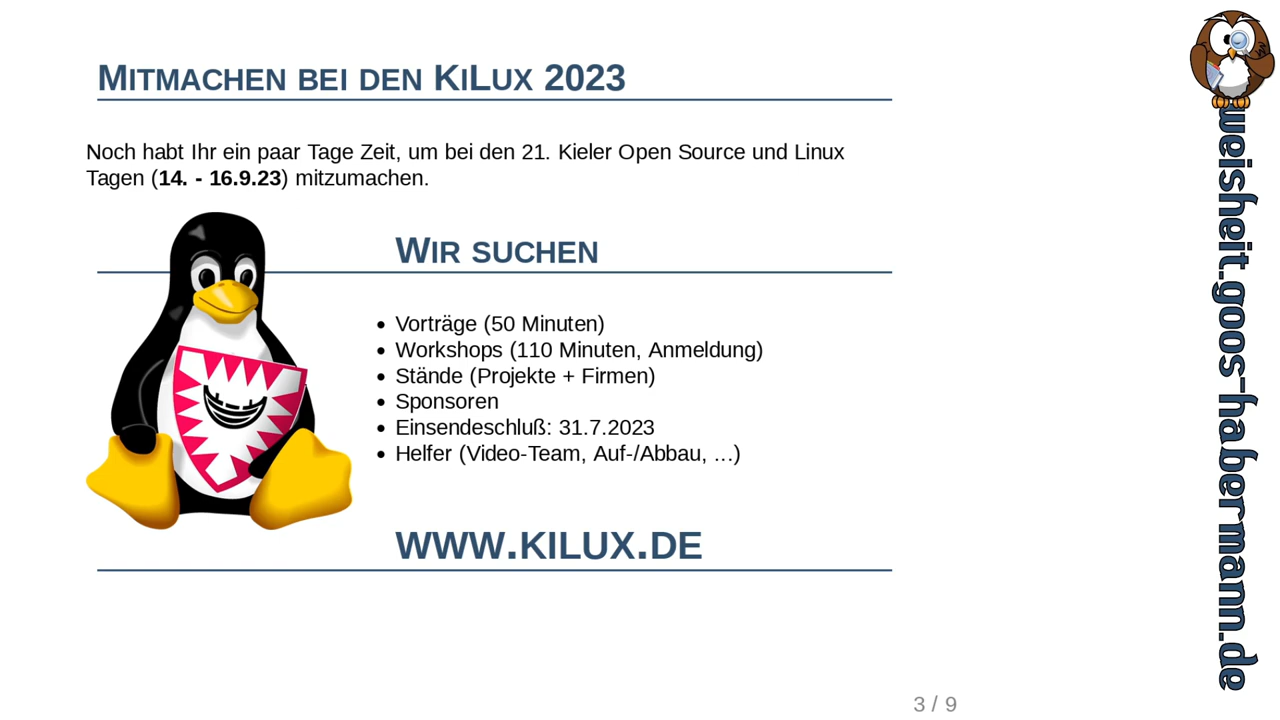 Mitmachen bei den KiLux 2023
Noch habt Ihr ein paar Tage Zeit, um bei den 21. Kieler Open Source und Linux
Tagen (14. - 16.9.23) mitzumachen.
Wir suchen
• Vorträge (50 Minuten)
• Workshops (110 Minuten, Anmeldung)
• Stände (Projekte + Firmen)
• Sponsoren
• Einsendeschluß: 31.7.2023
• Helfer (Video-Team, Auf-/Abbau, …)
www.kilux.de
3 / 9
weisheit.goos-habermann.de